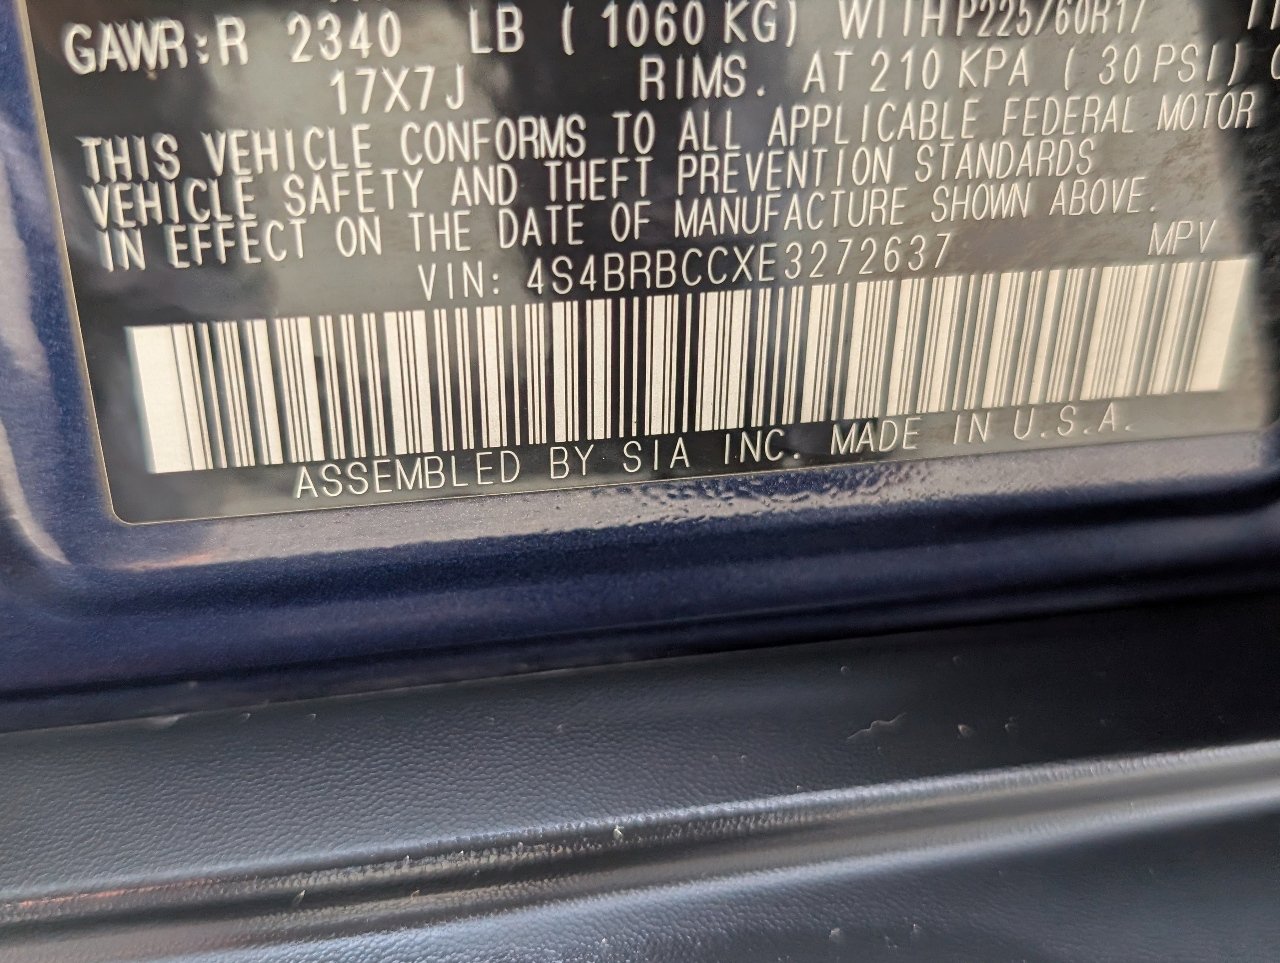 GAWR:R 2340 LB ( 1060 KG) WITH P225/60R17
17X7J RIMS. AT 210 KPA ( 30 PSI)
THIS VEHICLE CONFORMS TO ALL APPLICABLE FEDERAL MOTOR
VEHICLE SAFETY AND THEFT PREVENTION STANDARDS
IN EFFECT ON THE DATE OF MANUFACTURE SHOWN ABOVE.
VIN: 4S4BRBCCXE3272637 MPV
ASSEMBLED BY SIA INC. MADE IN U.S.A.